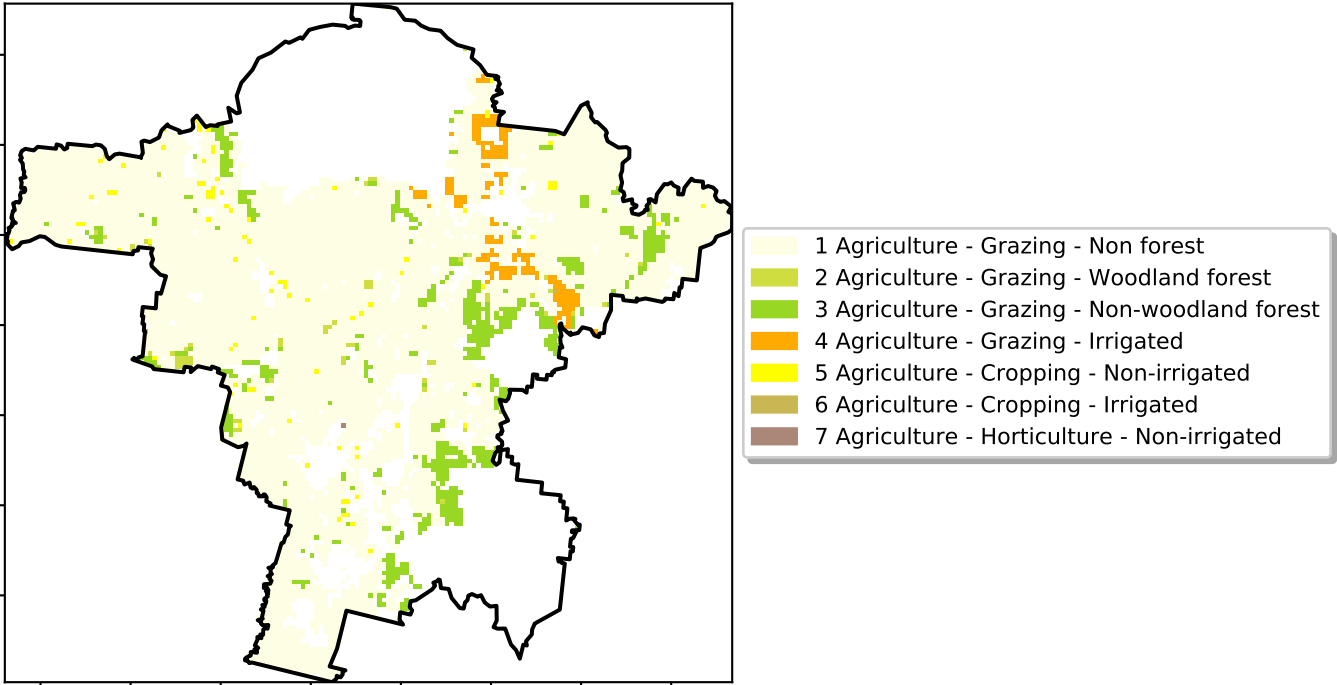 1 Agriculture - Grazing - Non forest
2 Agriculture - Grazing - Woodland forest
3 Agriculture - Grazing - Non-woodland forest
4 Agriculture - Grazing - Irrigated
5 Agriculture - Cropping - Non-irrigated
6 Agriculture - Cropping - Irrigated
7 Agriculture - Horticulture - Non-irrigated